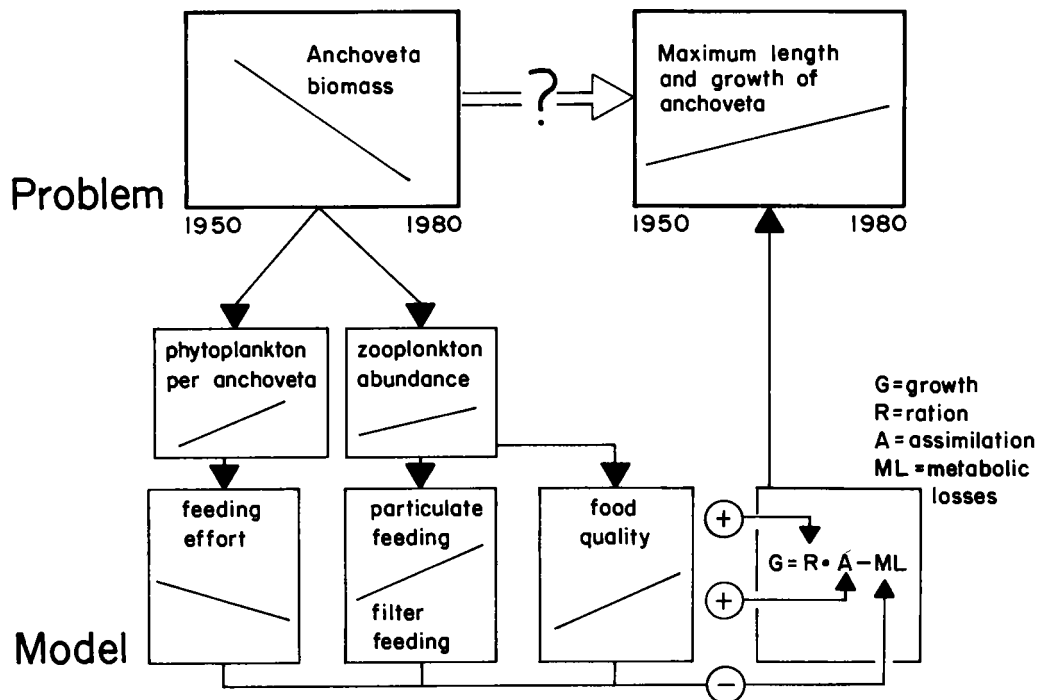 Anchoveta
biomass
?
Maximum length
and growth of
anchoveta
Problem
1950
1980
1950
1980
phytoplankton
per anchoveta
zooplonkton
abundance
G=growth
R=ration
A=assimilation
ML=metabolic
losses
feeding
effort
particulate
feeding
filter
feeding
food
quality
+
G=R•A-ML
+
Model
−